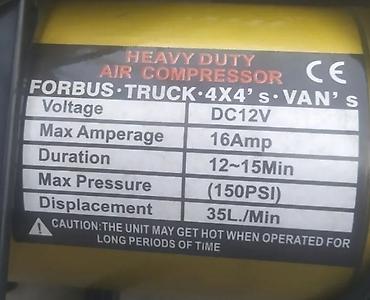 HEAVY DUTY
AIR COMPRESSOR CE
FORBUS·TRUCK·4X4's·VAN's
Voltage DC12V
Max Amperage 16Amp
Duration 12~15Min
Max Pressure (150PSI)
Displacement 35L./Min
CAUTION:THE UNIT MAY GET HOT WHEN OPERATED FOR
LONG PERIODS OF TIME